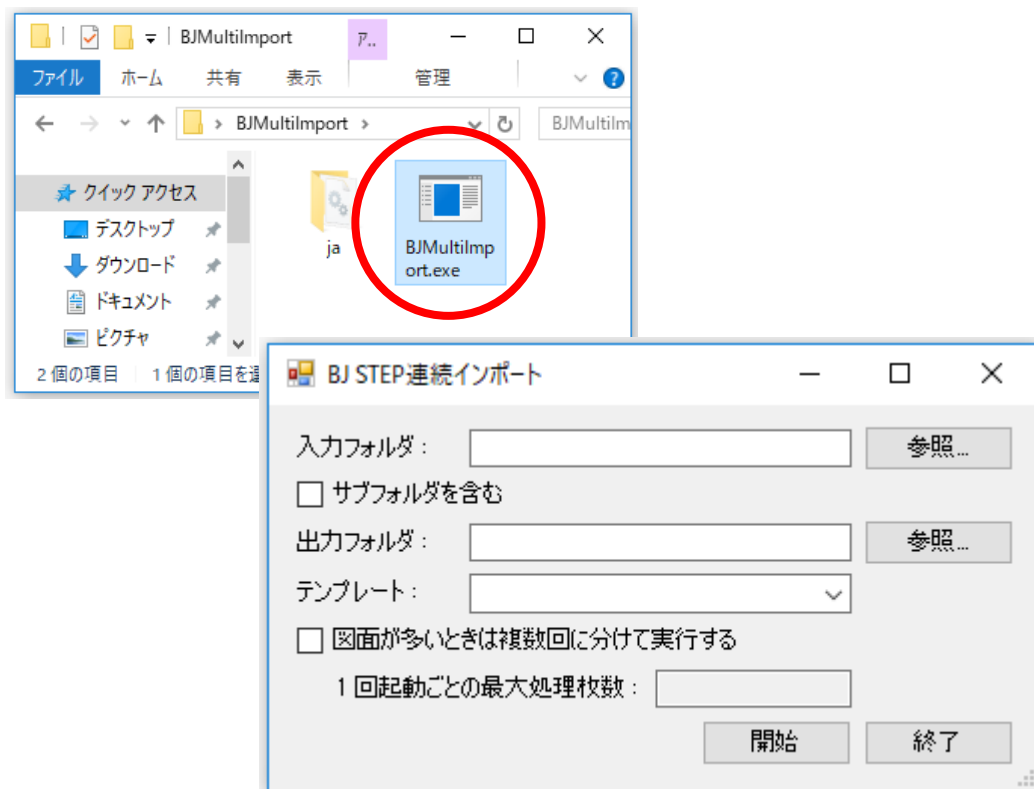 BJMultiImport
ア..
ファイル ホーム 共有 表示 管理
BJMultiImport
BJMultiIm
クイック アクセス
デスクトップ
ダウンロード
ドキュメント
ピクチャ
ja
BJMultiImp
ort.exe
2 個の項目 1 個の項目を選
BJ STEP連続インポート
入力フォルダ: 参照...
サブフォルダを含む
出力フォルダ: 参照...
テンプレート:
図面が多いときは複数回に分けて実行する
1 回起動ごとの最大処理枚数:
開始 終了